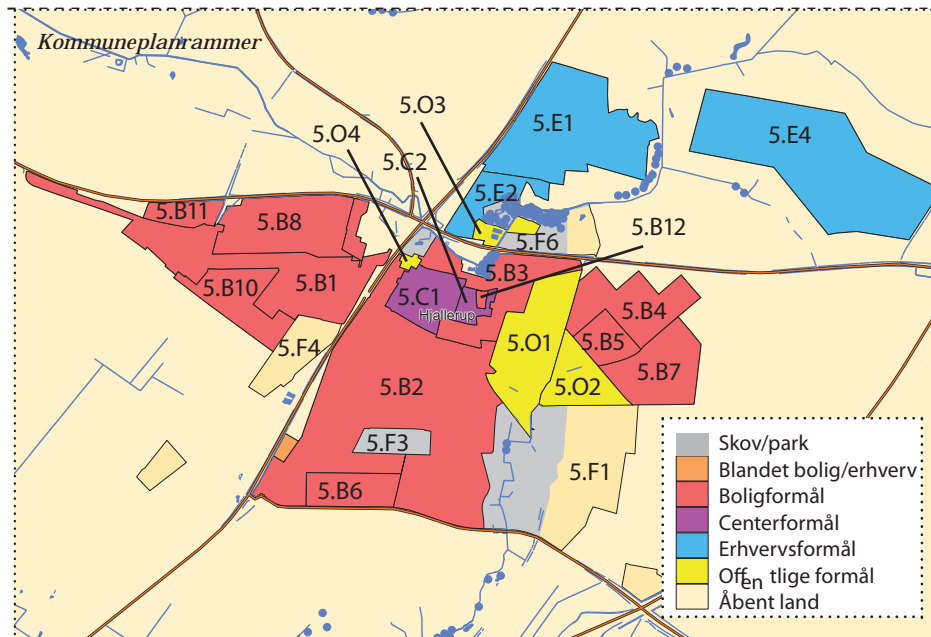 Kommuneplanrammer
5.O3
5.E1
5.E4
5.O4
5.C2
5.E2
5.B11
5.B8
5.F6
5.B12
5.B3
5.B10
5.B1
5.C1
Hjallerup
5.B4
5.F4
5.O1
5.B5
5.B7
5.B2
5.O2
5.F3
5.F1
5.B6
Skov/park
Blandet bolig/erhverv
Boligformål
Centerformål
Erhvervsformål
Offentlige formål
Åbent land